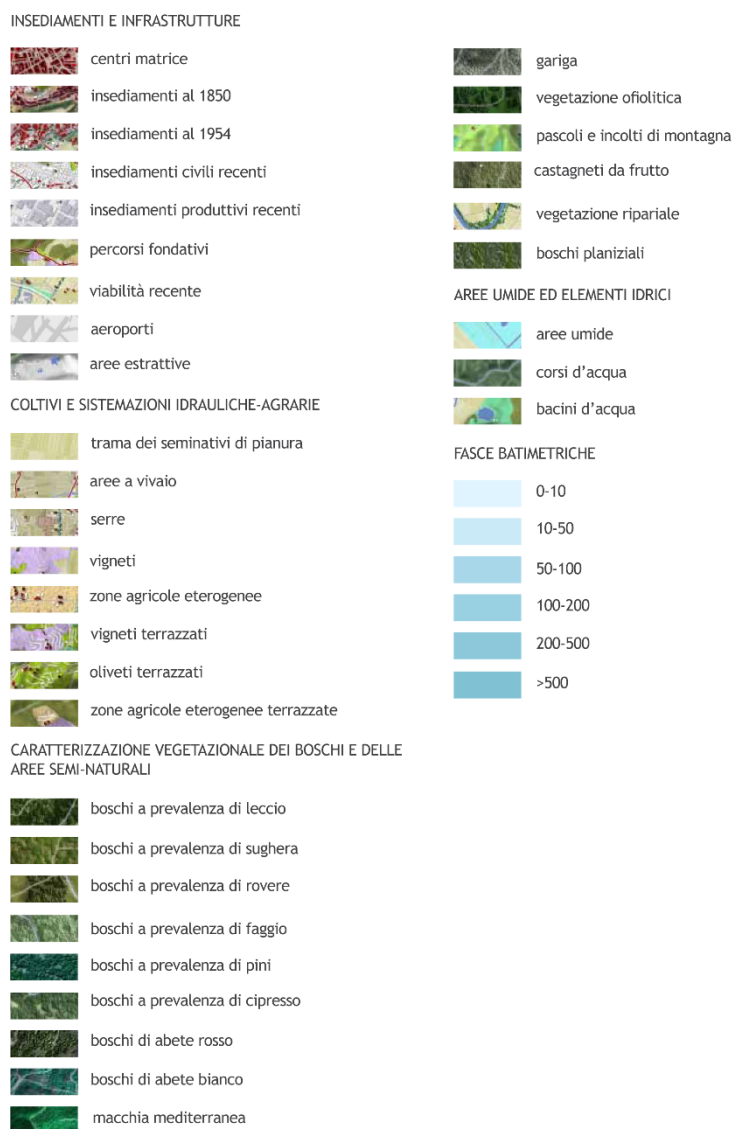 INSEDIAMENTI E INFRASTRUTTURE
centri matrice
insediamenti al 1850
insediamenti al 1954
insediamenti civili recenti
insediamenti produttivi recenti
percorsi fondativi
viabilità recente
aeroporti
aree estrattive
COLTIVI E SISTEMAZIONI IDRAULICHE-AGRARIE
trama dei seminativi di pianura
aree a vivaio
serre
vigneti
zone agricole eterogenee
vigneti terrazzati
oliveti terrazzati
zone agricole eterogenee terrazzate
CARATTERIZZAZIONE VEGETAZIONALE DEI BOSCHI E DELLE
AREE SEMI-NATURALI
boschi a prevalenza di leccio
boschi a prevalenza di sughera
boschi a prevalenza di rovere
boschi a prevalenza di faggio
boschi a prevalenza di pini
boschi a prevalenza di cipresso
boschi di abete rosso
boschi di abete bianco
macchia mediterranea
gariga
vegetazione ofiolitica
pascoli e incolti di montagna
castagneti da frutto
vegetazione ripariale
boschi planiziali
AREE UMIDE ED ELEMENTI IDRICI
aree umide
corsi d'acqua
bacini d'acqua
FASCE BATIMETRICHE
0-10
10-50
50-100
100-200
200-500
>500